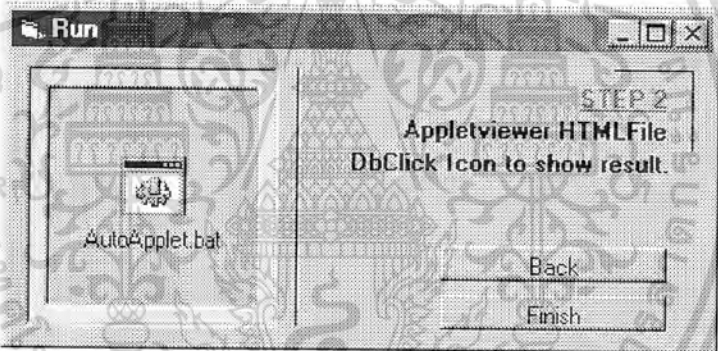 Run
STEP 2
Appletviewer HTMLFile
DbClick Icon to show result.
AutoApplet.bat
Back
Finish